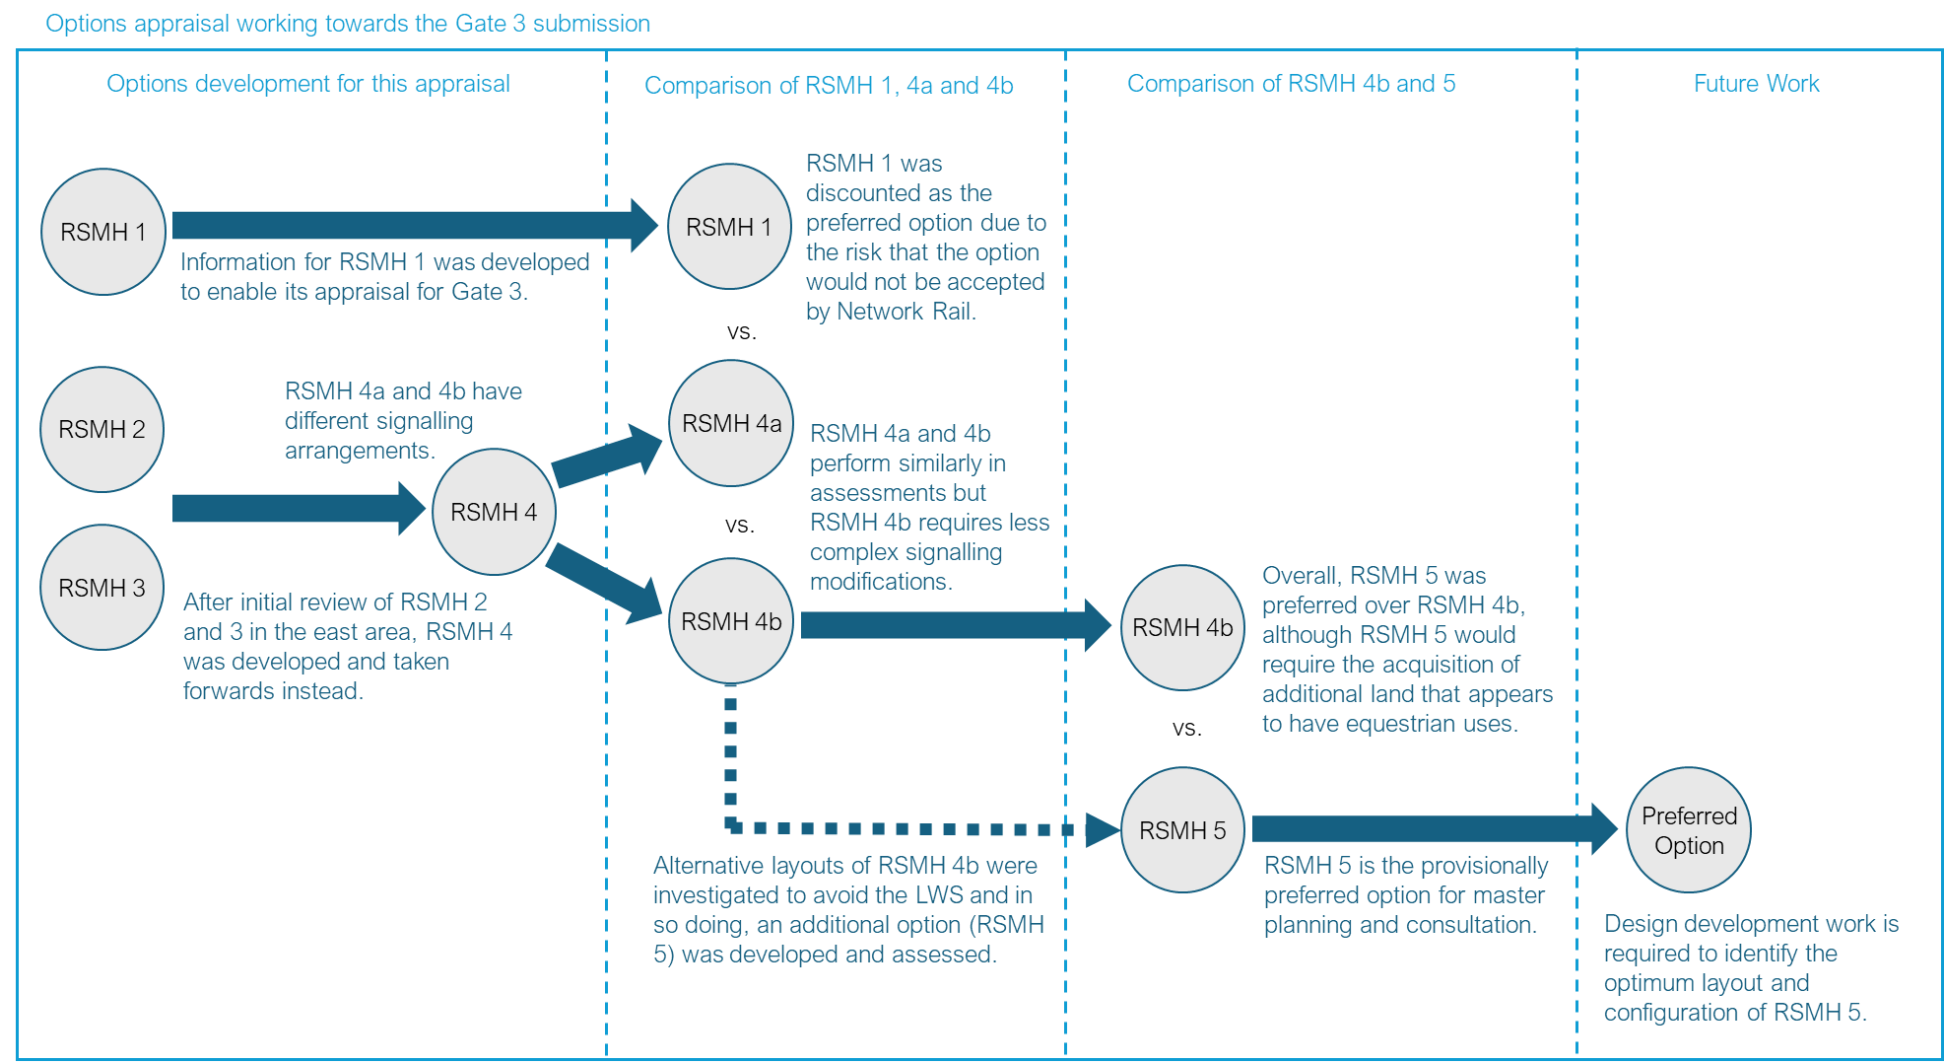 Options appraisal working towards the Gate 3 submission
Options development for this appraisal
RSMH 1
Information for RSMH 1 was developed
to enable its appraisal for Gate 3.
RSMH 2
RSMH 3
RSMH 4a and 4b have
different signalling
arrangements.
RSMH 4
After initial review of RSMH 2
and 3 in the east area, RSMH 4
was developed and taken
forwards instead.
Comparison of RSMH 1, 4a and 4b
RSMH 1
RSMH 1 was
discounted as the
preferred option due to
the risk that the option
would not be accepted
by Network Rail.
vs.
RSMH 4a
vs.
RSMH 4a and 4b
perform similarly in
assessments but
RSMH 4b requires less
complex signalling
modifications.
RSMH 4b
Alternative layouts of RSMH 4b were
investigated to avoid the LWS and in
so doing, an additional option (RSMH
5) was developed and assessed.
Comparison of RSMH 4b and 5
RSMH 4b
Overall, RSMH 5 was
preferred over RSMH 4b,
although RSMH 5 would
require the acquisition of
additional land that appears
to have equestrian uses.
vs.
RSMH 5
RSMH 5 is the provisionally
preferred option for master
planning and consultation.
Future Work
Preferred
Option
Design development work is
required to identify the
optimum layout and
configuration of RSMH 5.